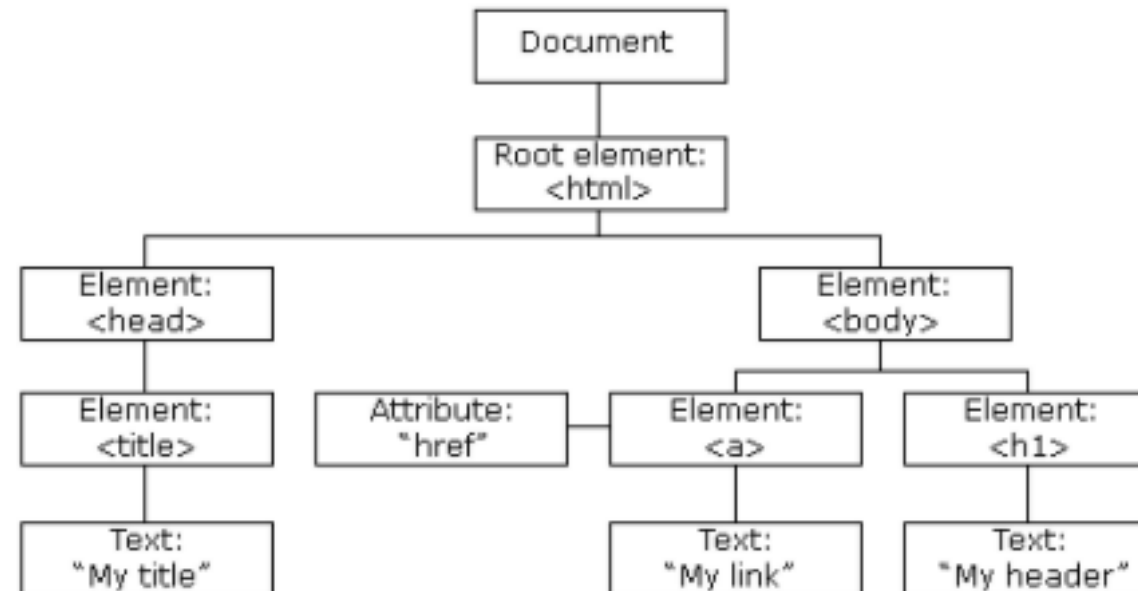 Document
Root element:
<html>
Element:
<head>
Element:
<body>
Element:
<title>
Attribute:
“href”
Element:
<a>
Element:
<h1>
Text:
“My title”
Text:
“My link”
Text:
“My header”